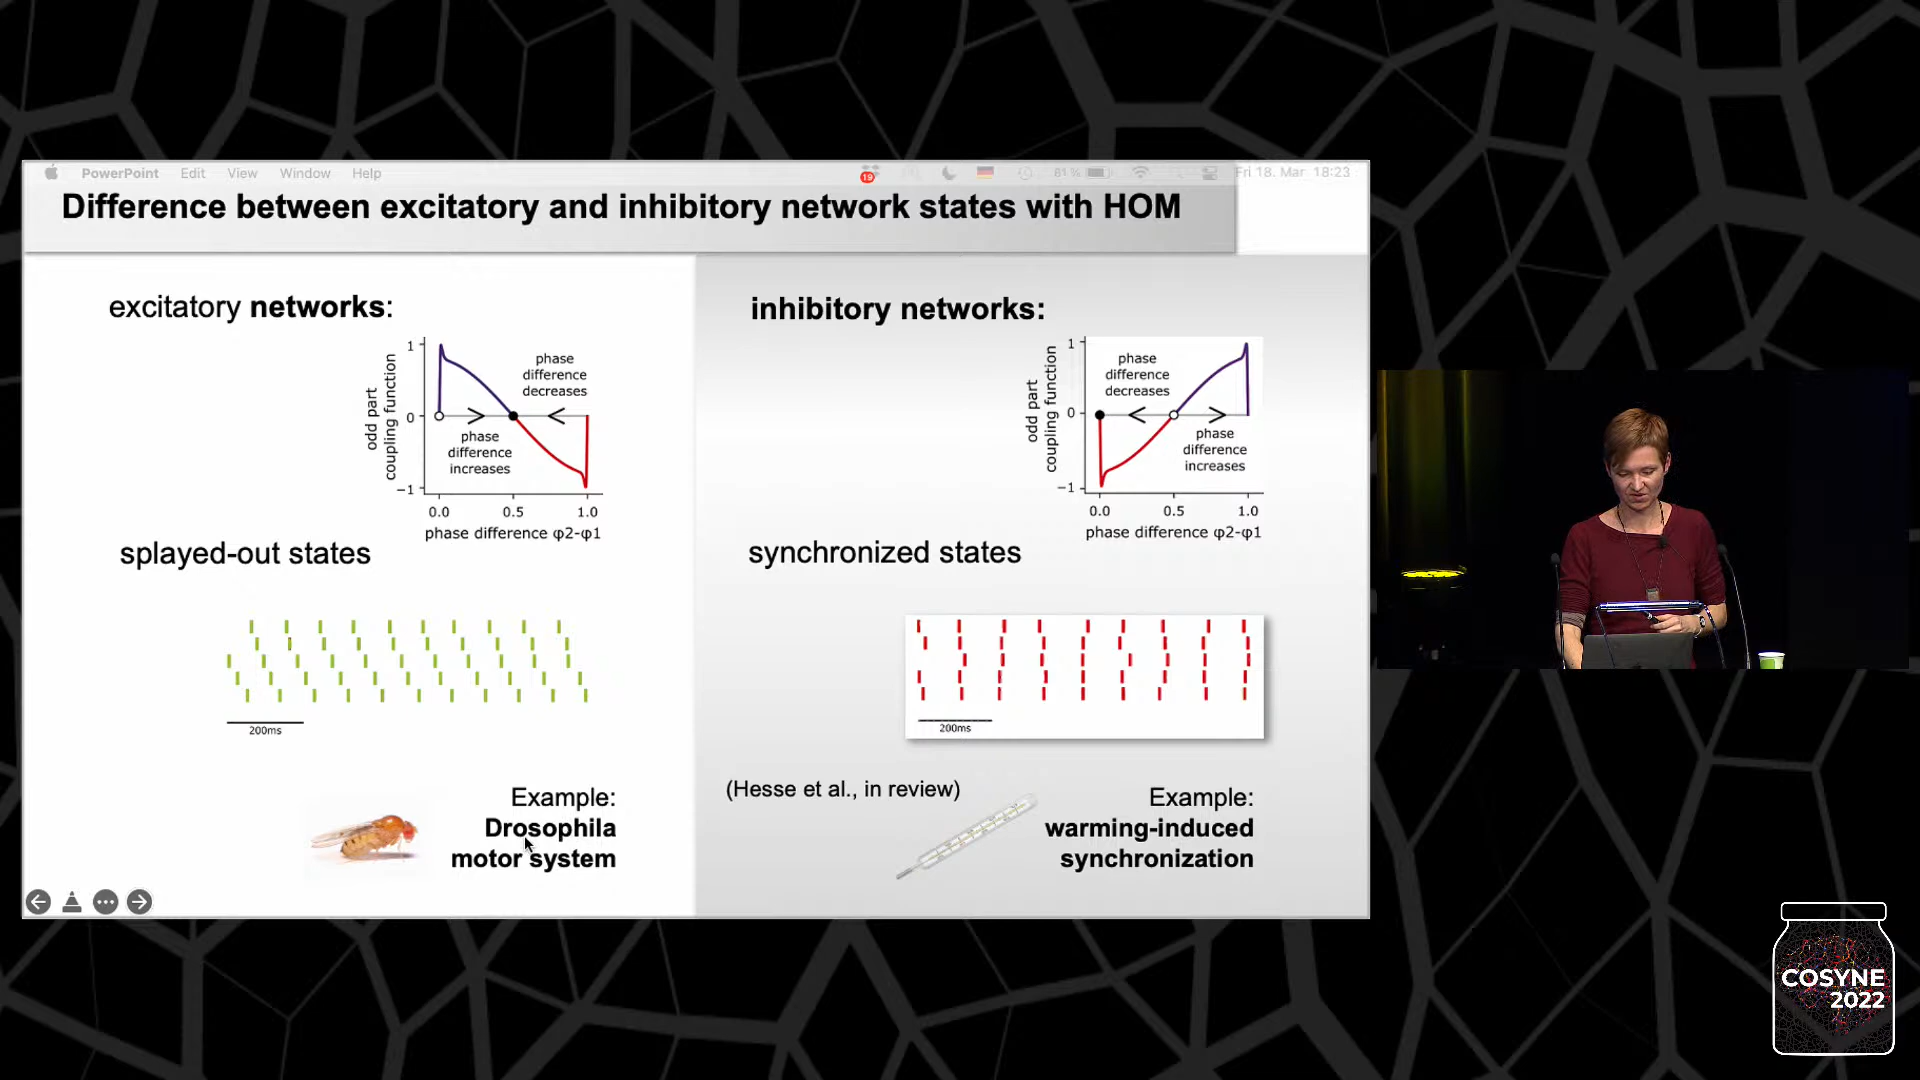 PowerPoint Edit View Window Help
19
81 %
Fri 18. Mar 18:23
Difference between excitatory and inhibitory network states with HOM
excitatory networks:
odd part
coupling function
1
0
−1
phase
difference
decreases
phase
difference
increases
0.0 0.5 1.0
phase difference φ2-φ1
splayed-out states
200ms
Example:
Drosophila
motor system
inhibitory networks:
odd part
coupling function
1
0
−1
phase
difference
decreases
phase
difference
increases
0.0 0.5 1.0
phase difference φ2-φ1
synchronized states
200ms
(Hesse et al., in review)
Example:
warming-induced
synchronization
COSYNE
2022